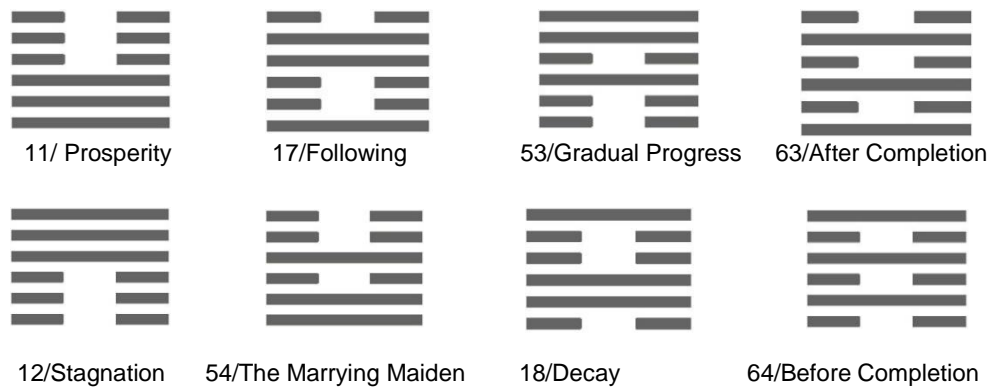 11/ Prosperity 17/Following 53/Gradual Progress 63/After Completion
12/Stagnation 54/The Marrying Maiden 18/Decay 64/Before Completion